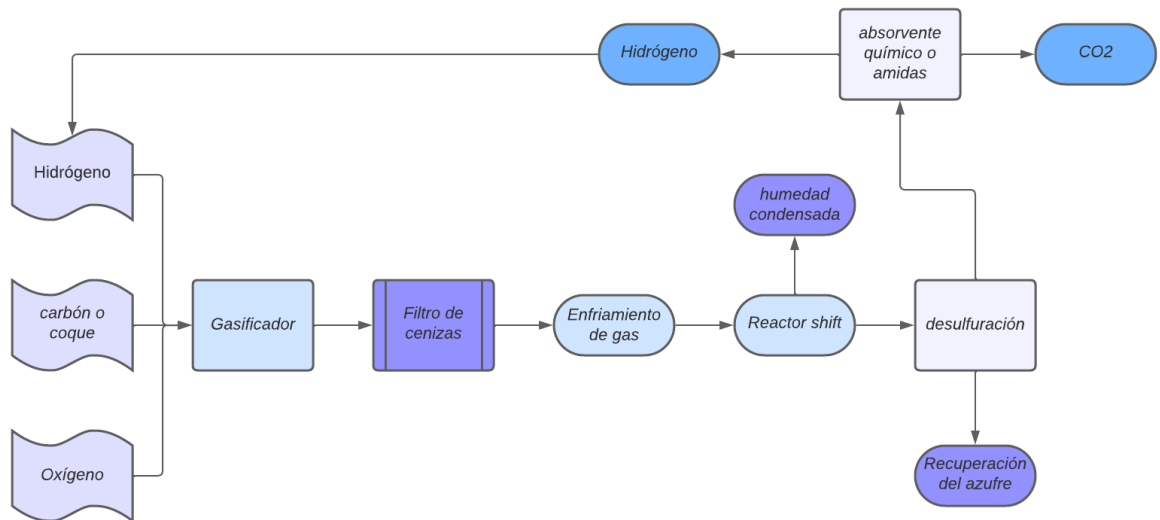 Hidrógeno
absorvente
químico o
amidas
CO2
Hidrógeno
humedad
condensada
carbón o
coque
Gasificador
Filtro de
cenizas
Enfriamiento
de gas
Reactor shift
desulfuración
Oxígeno
Recuperación
del azufre